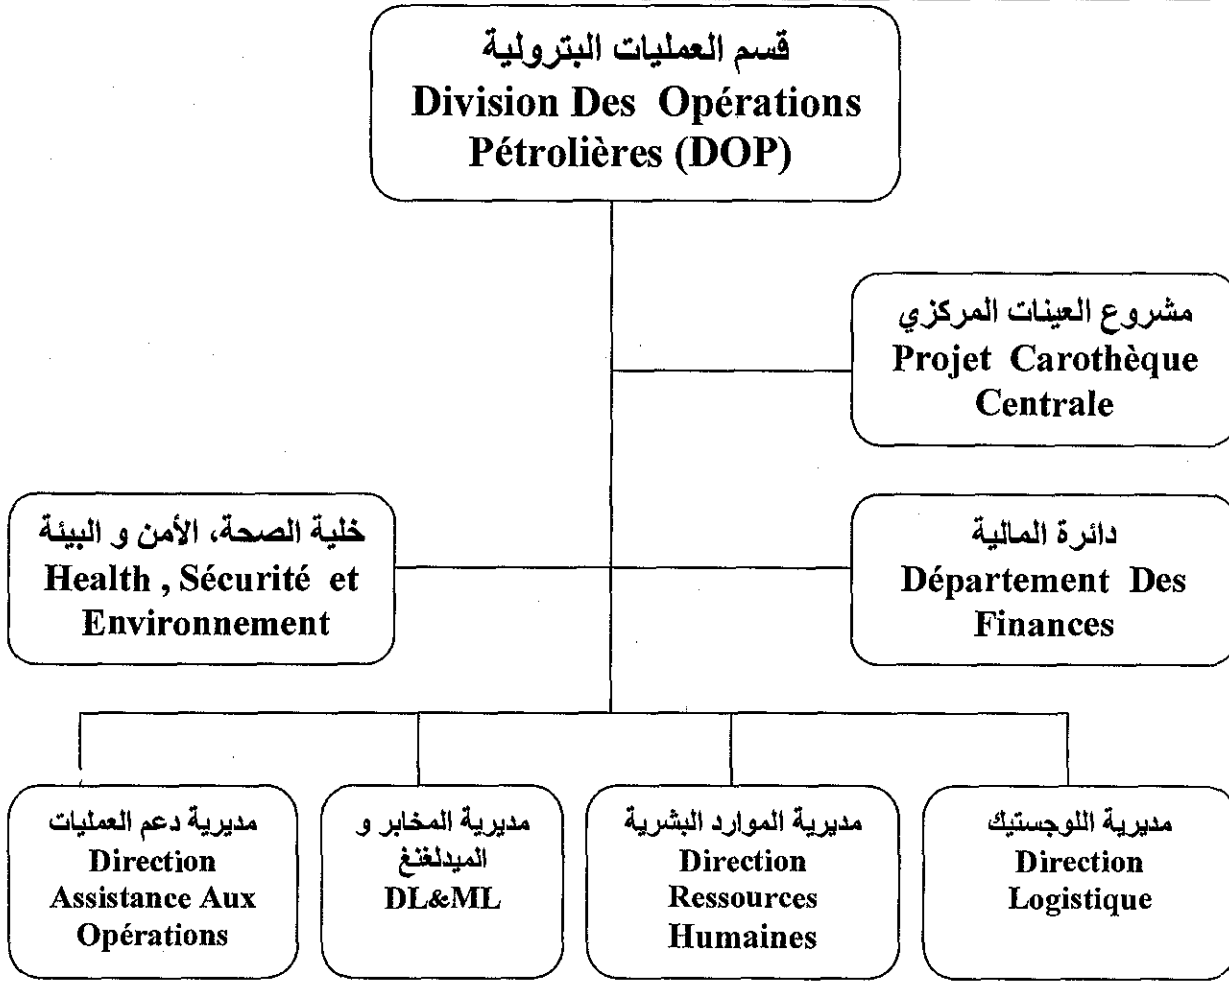 قسم العمليات البترولية
Division Des Opérations
Pétrolières (DOP)
مشروع العينات المركزي
Projet Carothèque
Centrale
خلية الصحة، الأمن و البيئة
Health , Sécurité et
Environnement
دائرة المالية
Département Des
Finances
مديرية دعم العمليات
Direction
Assistance Aux
Opérations
مديرية المخابر و
الميدلغنغ
DL&ML
مديرية الموارد البشرية
Direction
Ressources
Humaines
مديرية اللوجستيك
Direction
Logistique